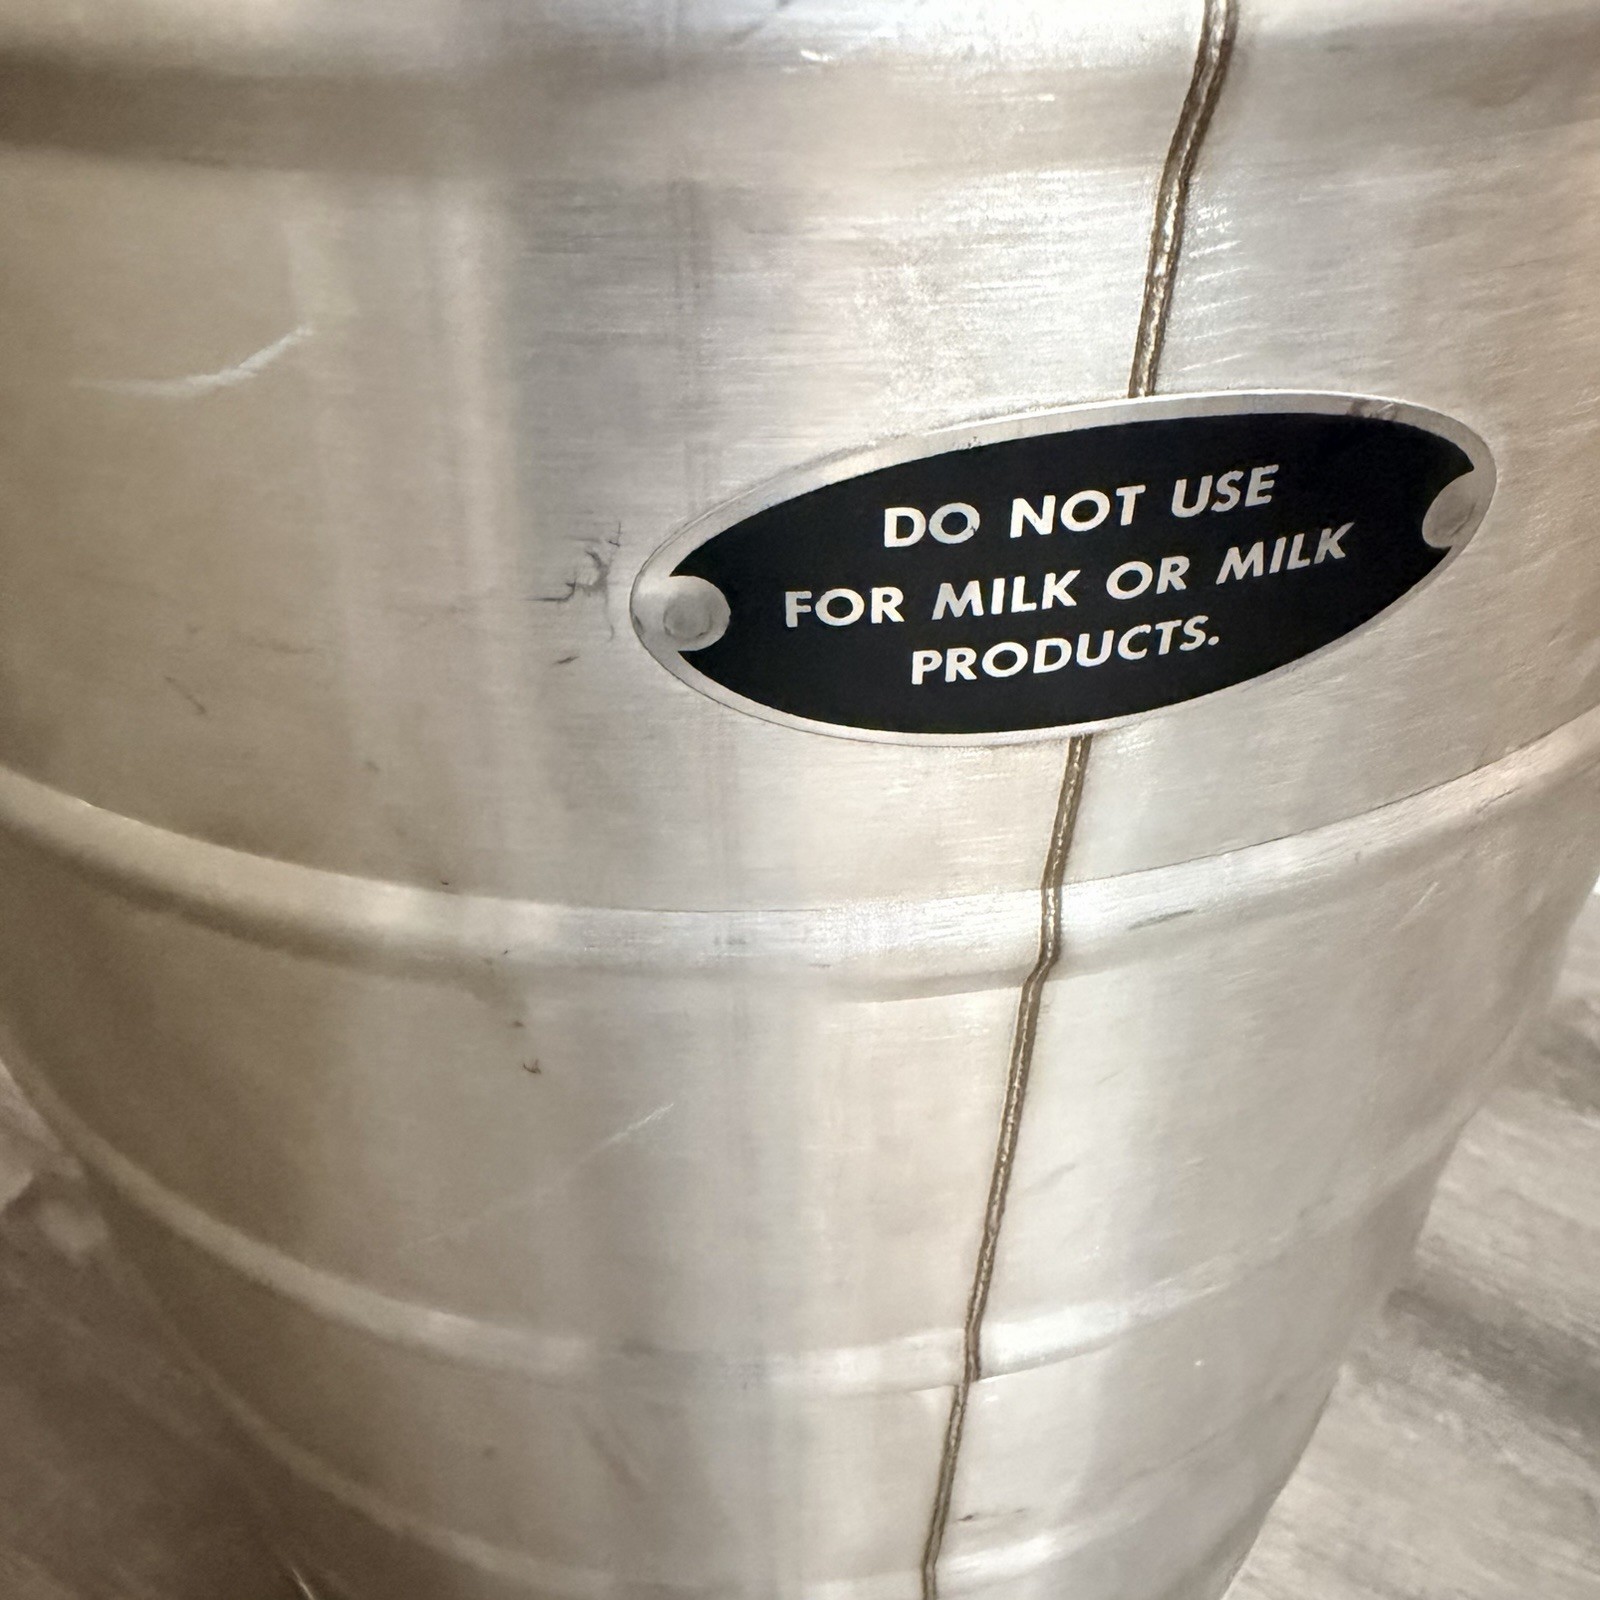 DO NOT USE
FOR MILK OR MILK
PRODUCTS.